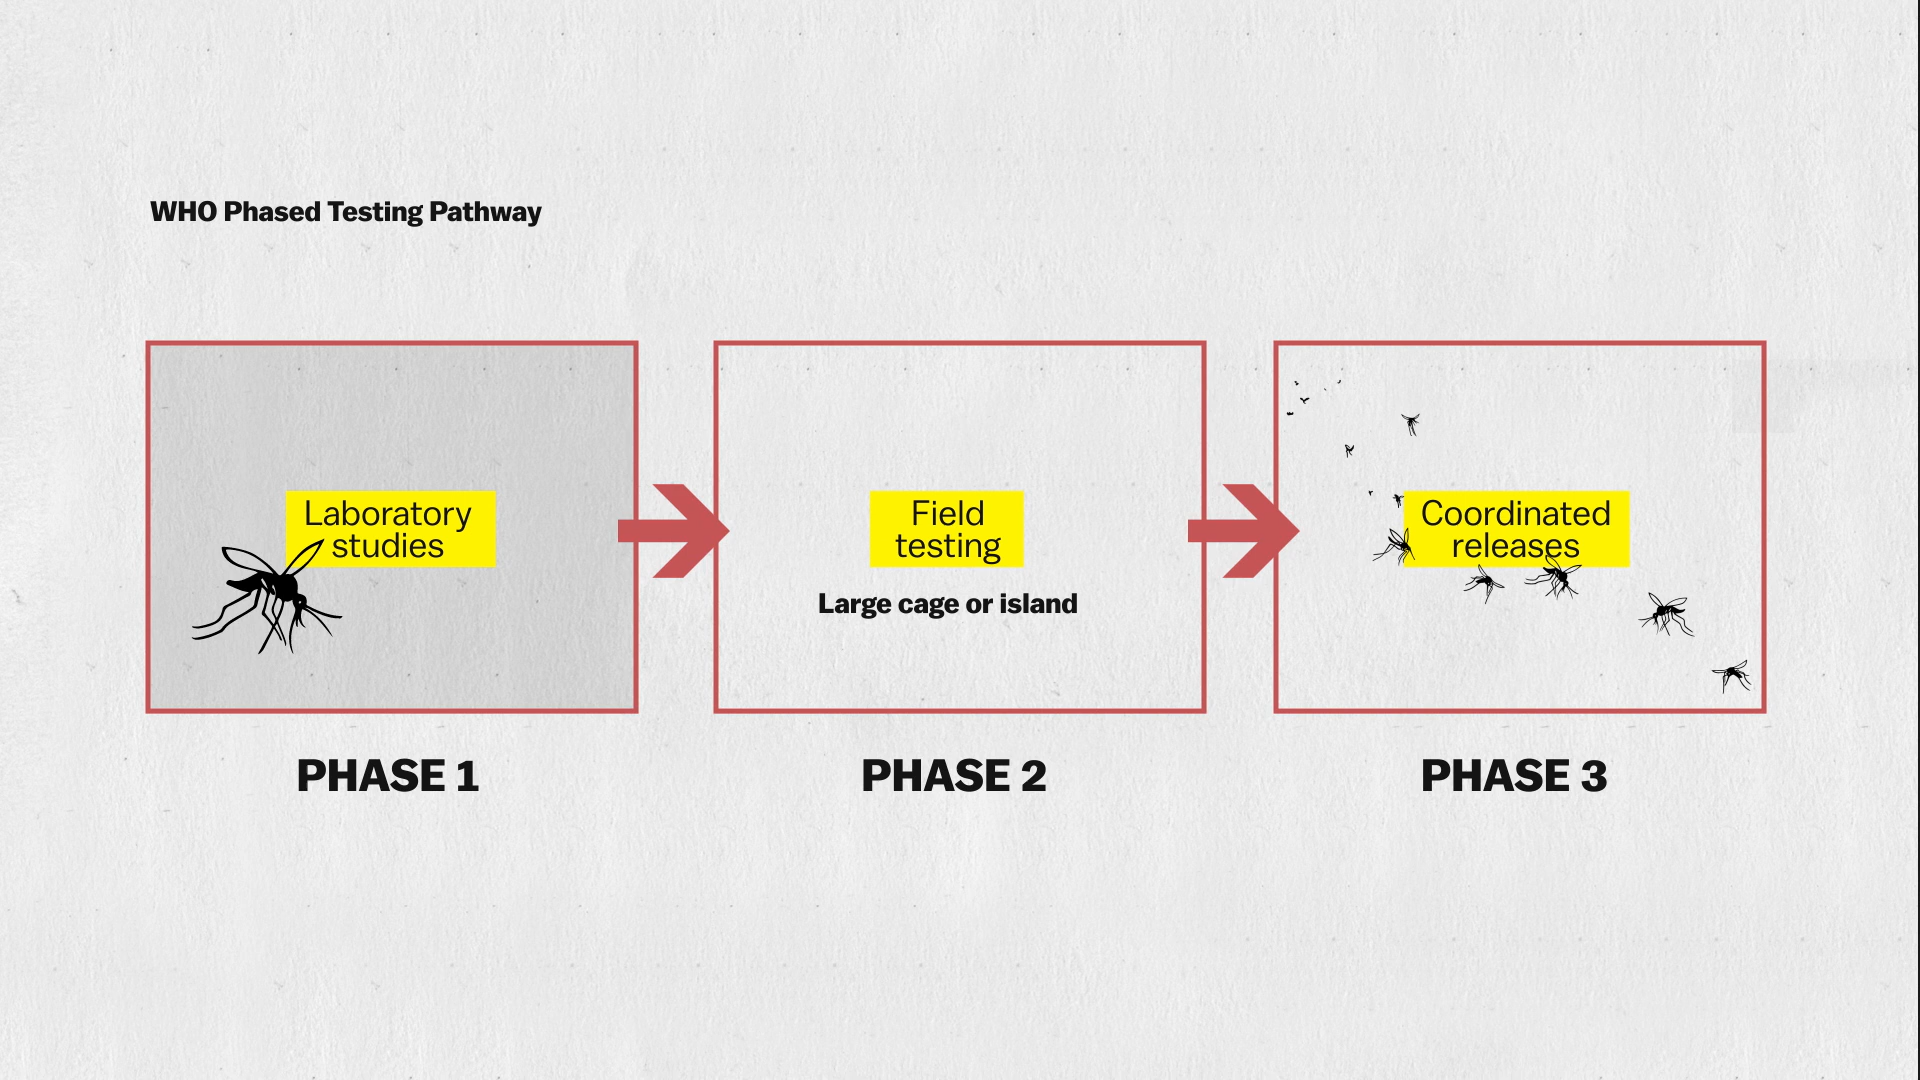 WHO Phased Testing Pathway
Laboratory
studies
PHASE 1
Field
testing
Large cage or island
PHASE 2
Coordinated
releases
PHASE 3